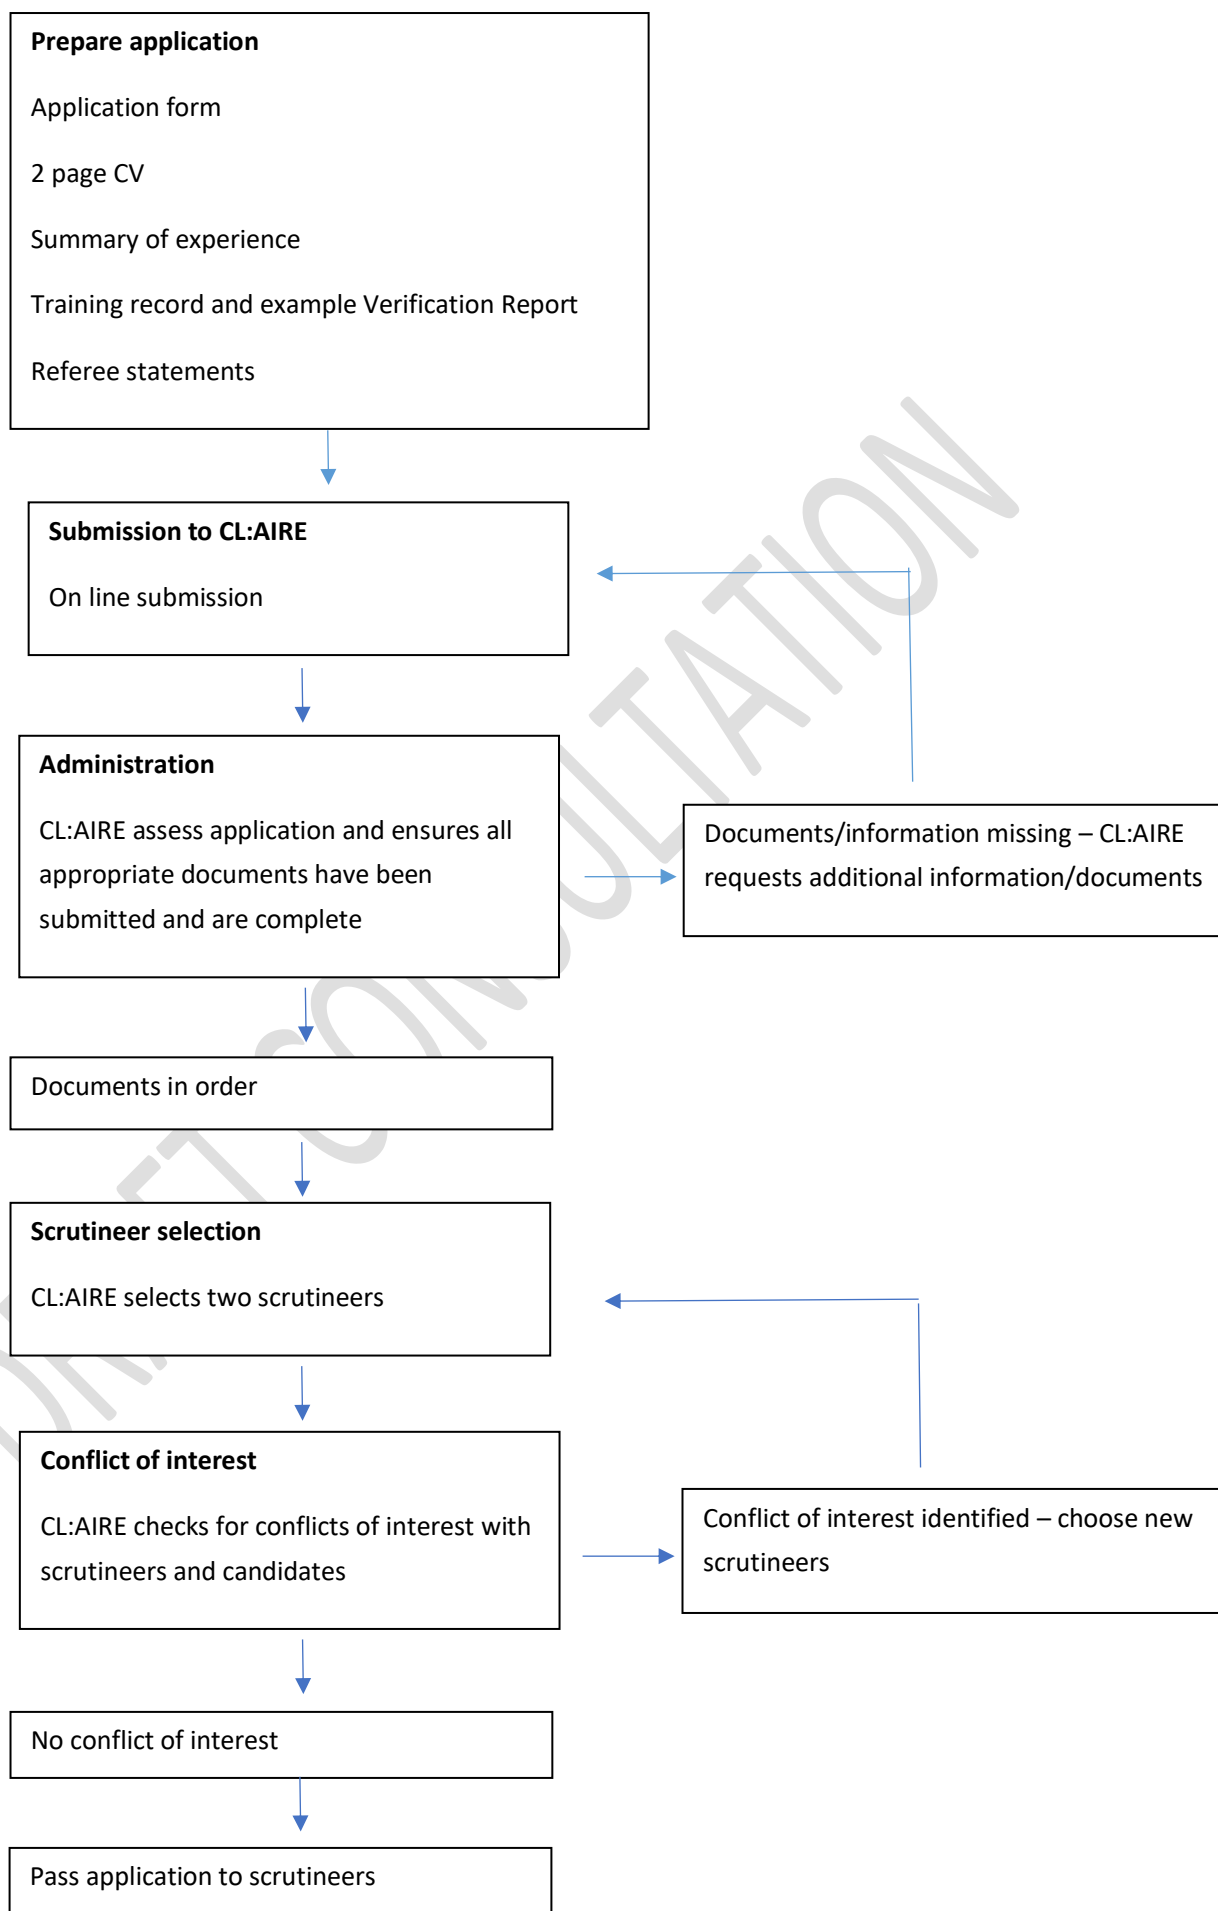 Prepare application
Application form
2 page CV
Summary of experience
Training record and example Verification Report
Referee statements
Submission to CL:AIRE
On line submission
Administration
CL:AIRE assess application and ensures all
appropriate documents have been
submitted and are complete
Documents/information missing – CL:AIRE
requests additional information/documents
Documents in order
Scrutineer selection
CL:AIRE selects two scrutineers
Conflict of interest
CL:AIRE checks for conflicts of interest with
scrutineers and candidates
Conflict of interest identified – choose new
scrutineers
No conflict of interest
Pass application to scrutineers
DRAFT CONSULTATION